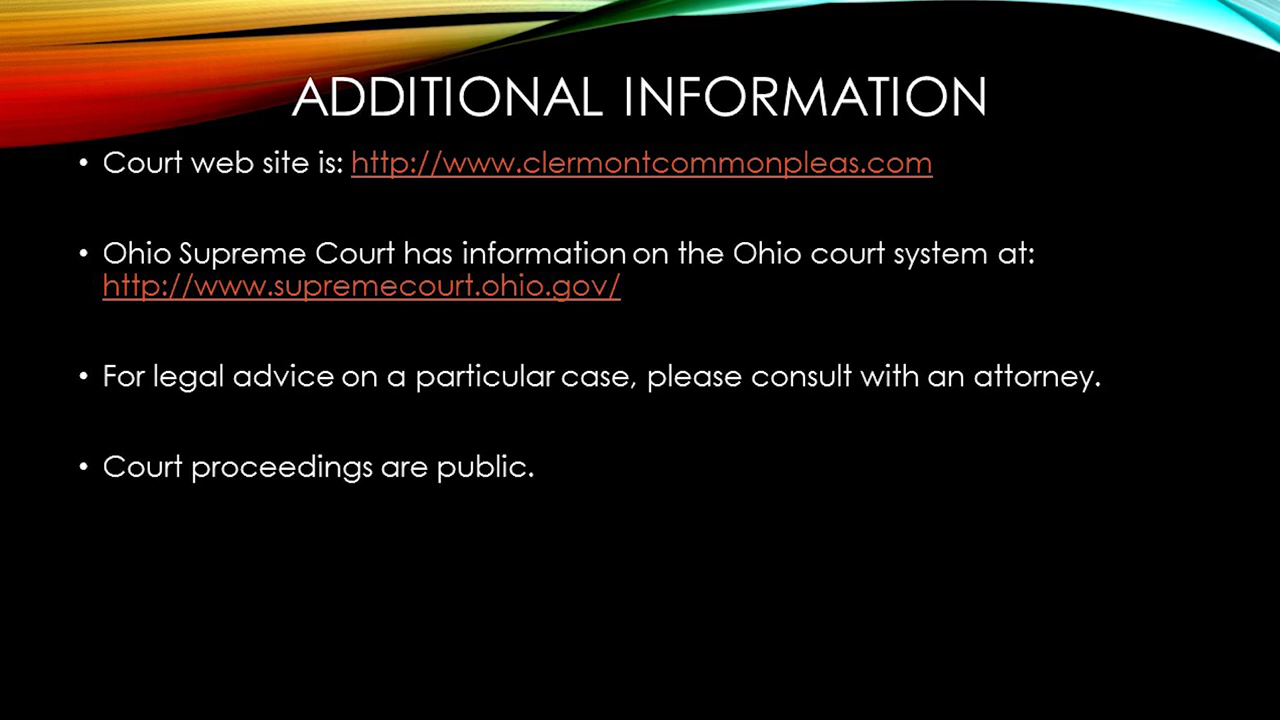 ADDITIONAL INFORMATION
• Court web site is: http://www.clermontcommonpleas.com
• Ohio Supreme Court has information on the Ohio court system at:
http://www.supremecourt.ohio.gov/
• For legal advice on a particular case, please consult with an attorney.
• Court proceedings are public.